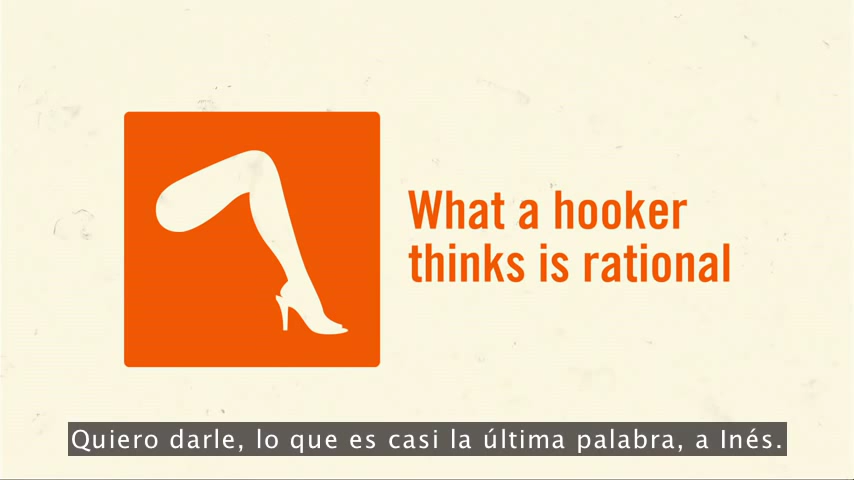 What a hooker
thinks is rational
Quiero darle, lo que es casi la última palabra, a Inés.